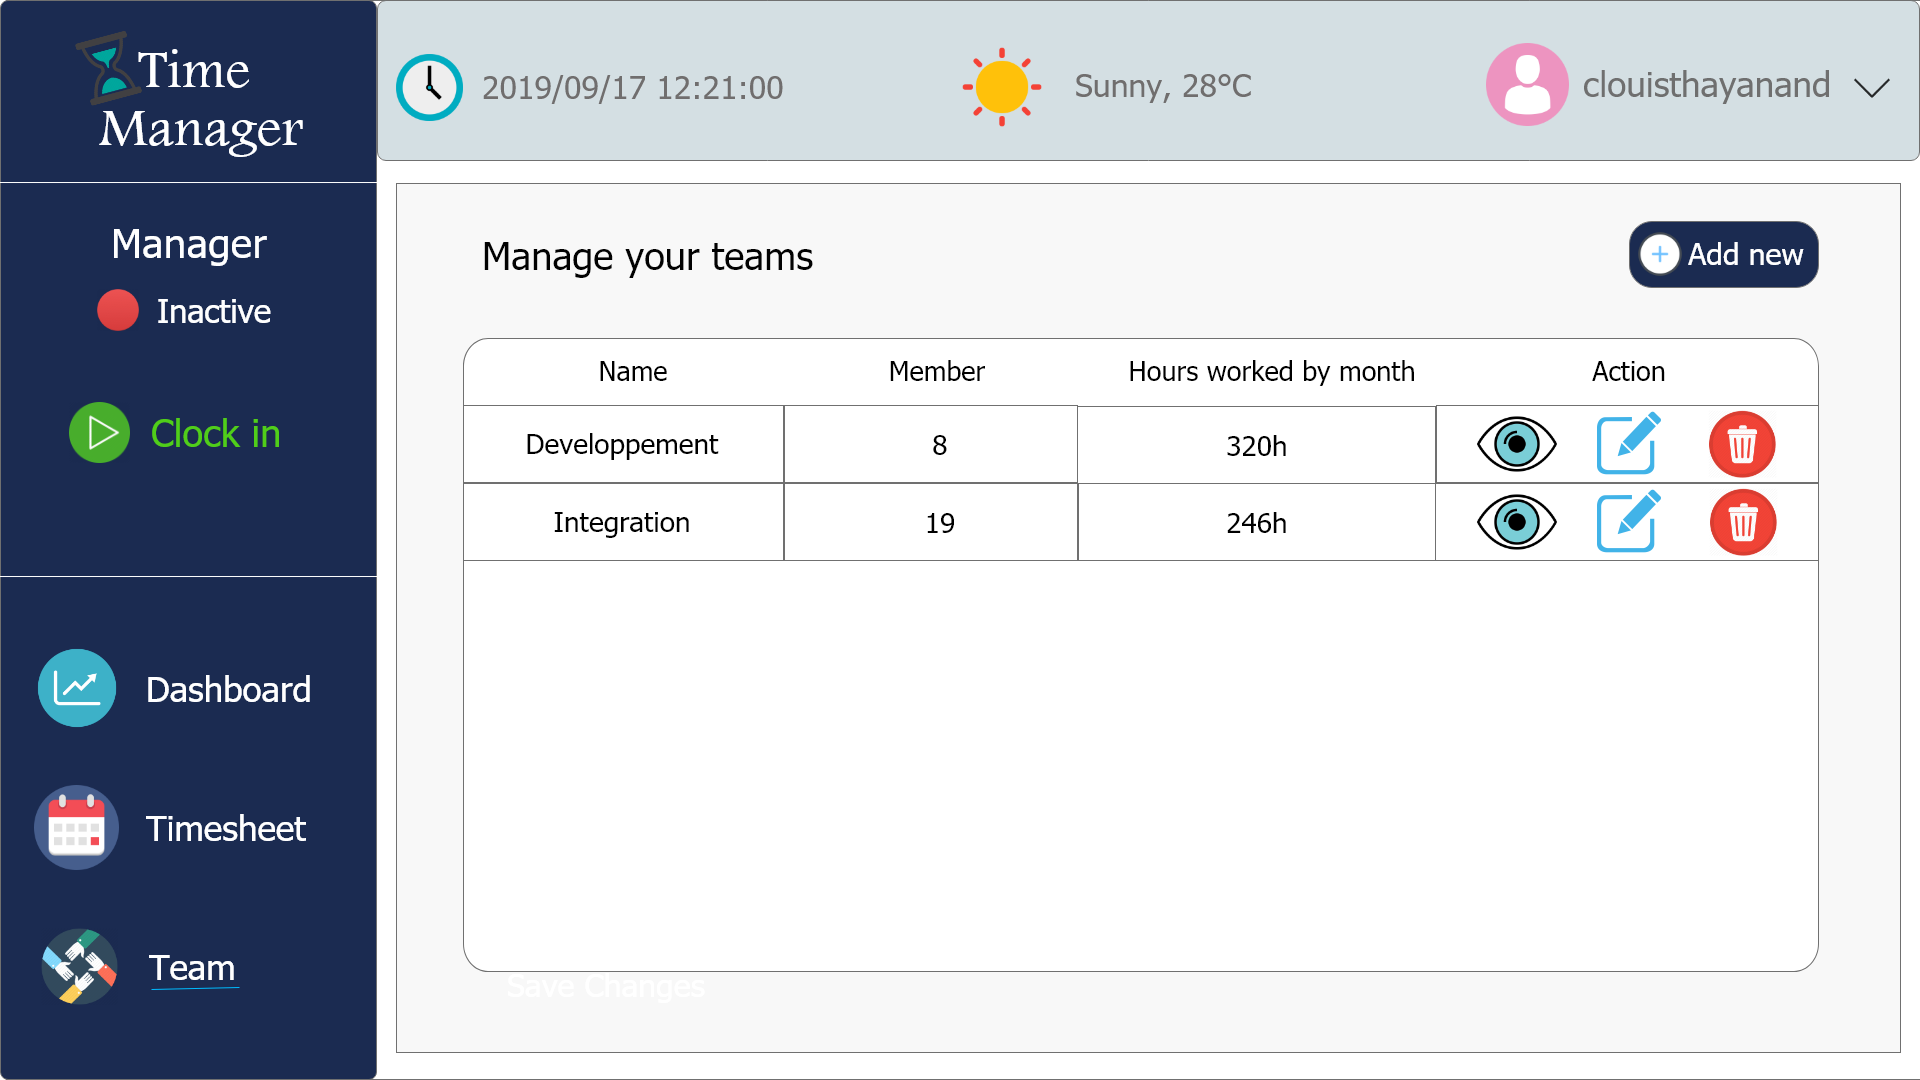 Time
Manager
2019/09/17 12:21:00
Sunny, 28°C
clouisthayanand
Manager
Inactive
Clock in
Dashboard
Timesheet
Team
Manage your teams
Add new
Name Member Hours worked by month Action
Developpement 8 320h
Integration 19 246h
Save Changes